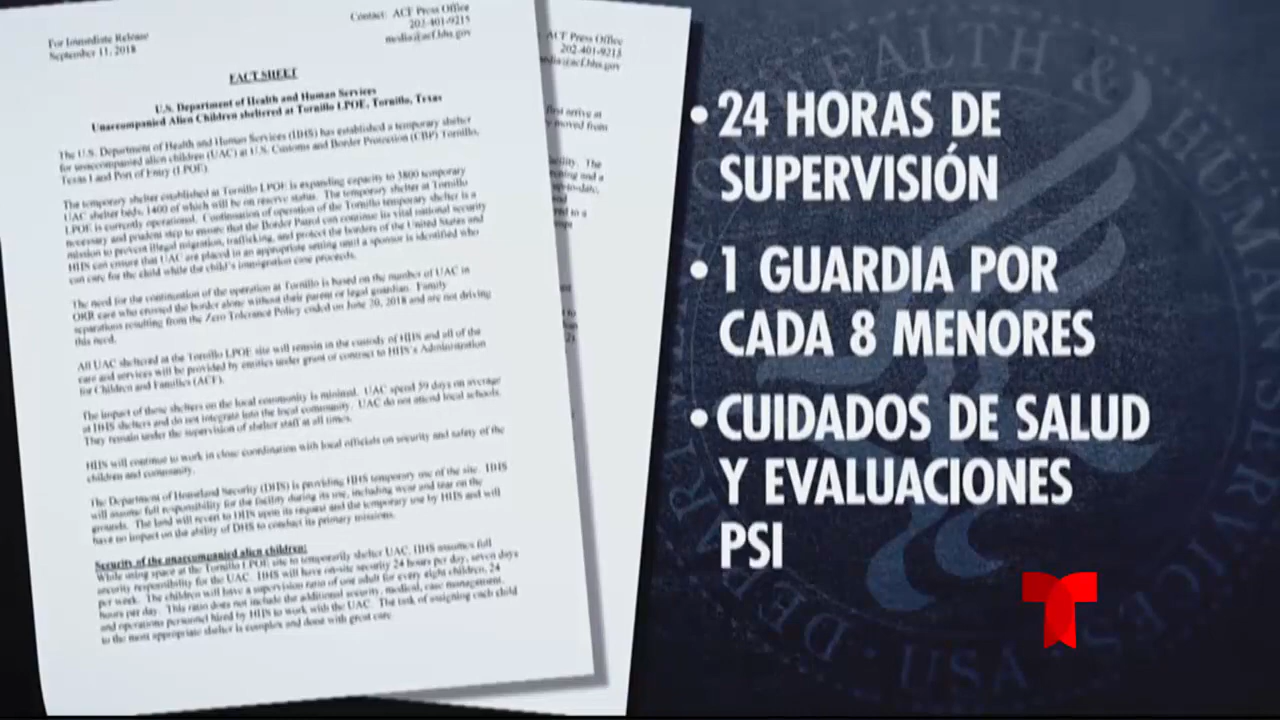 For Immediate Release
September 11, 2018
Contact: ACF Press Office
202-401-9215
media@acf.hhs.gov
FACT SHEET
U.S. Department of Health and Human Services
Unaccompanied Alien Children sheltered at Tornillo LPOE, Tornillo, Texas
The U.S. Department of Health and Human Services (HHS) has established a temporary shelter
for unaccompanied alien children (UAC) at U.S. Customs and Border Protection (CBP) Tornillo,
Texas Land Port of Entry (LPOE).
The temporary shelter established at Tornillo LPOE is expanding capacity to 3800 temporary
UAC shelter beds, 1400 of which will be on reserve status. The temporary shelter at Tornillo
LPOE is currently operational. Continuation of operation of the Tornillo temporary shelter is a
necessary and prudent step to ensure that the Border Patrol can continue its vital national security
mission to prevent illegal migration, trafficking, and protect the borders of the United States and
HHS can ensure that UAC are placed in an appropriate setting until a sponsor is identified who
can care for the child while the child's immigration case proceeds.
The need for the continuation of the operation at Tornillo is based on the number of UAC in
ORR care who crossed the border alone without their parent or legal guardian. Family
separations resulting from the Zero Tolerance Policy ended on June 20, 2018 and are not driving
this need.
All UAC sheltered at the Tornillo LPOE site will remain in the custody of HHS and all of the
care and services will be provided by entities under grant or contract to HHS's Administration
for Children and Families (ACF).
The impact of these shelters on the local community is minimal. UAC spend 59 days on average
at HHS shelters and do not integrate into the local community. UAC do not attend local schools.
They remain under the supervision of shelter staff at all times.
HHS will continue to work in close coordination with local officials on security and safety of the
children and community.
The Department of Homeland Security (DHS) is providing HHS temporary use of the site. HHS
will assume full responsibility for the facility during its use, including wear and tear on the
grounds. The land will revert to DHS upon its request and the temporary use by HHS and will
have no impact on the ability of DHS to conduct its primary missions.
Security of the unaccompanied alien children:
While using space at the Tornillo LPOE site to temporarily shelter UAC, HHS assumes full
security responsibility for the UAC. HHS will have on-site security 24 hours per day, seven days
per week. The children will have a supervision ratio of one adult for every eight children, 24
hours per day. This ratio does not include the additional security, medical, case management,
and operations personnel hired by HHS to work with the UAC. The task of assigning each child
to the most appropriate shelter is complex and done with great care.
ACF Press Office
202-401-9215
media@acf.hhs.gov
first arrive at
moved from
facility. The
• 24 HORAS DE
SUPERVISIÓN
• 1 GUARDIA POR
CADA 8 MENORES
• CUIDADOS DE SALUD
Y EVALUACIONES
PSI
HEALTH & HUMAN SERVICES · USA · DEPARTMENT OF